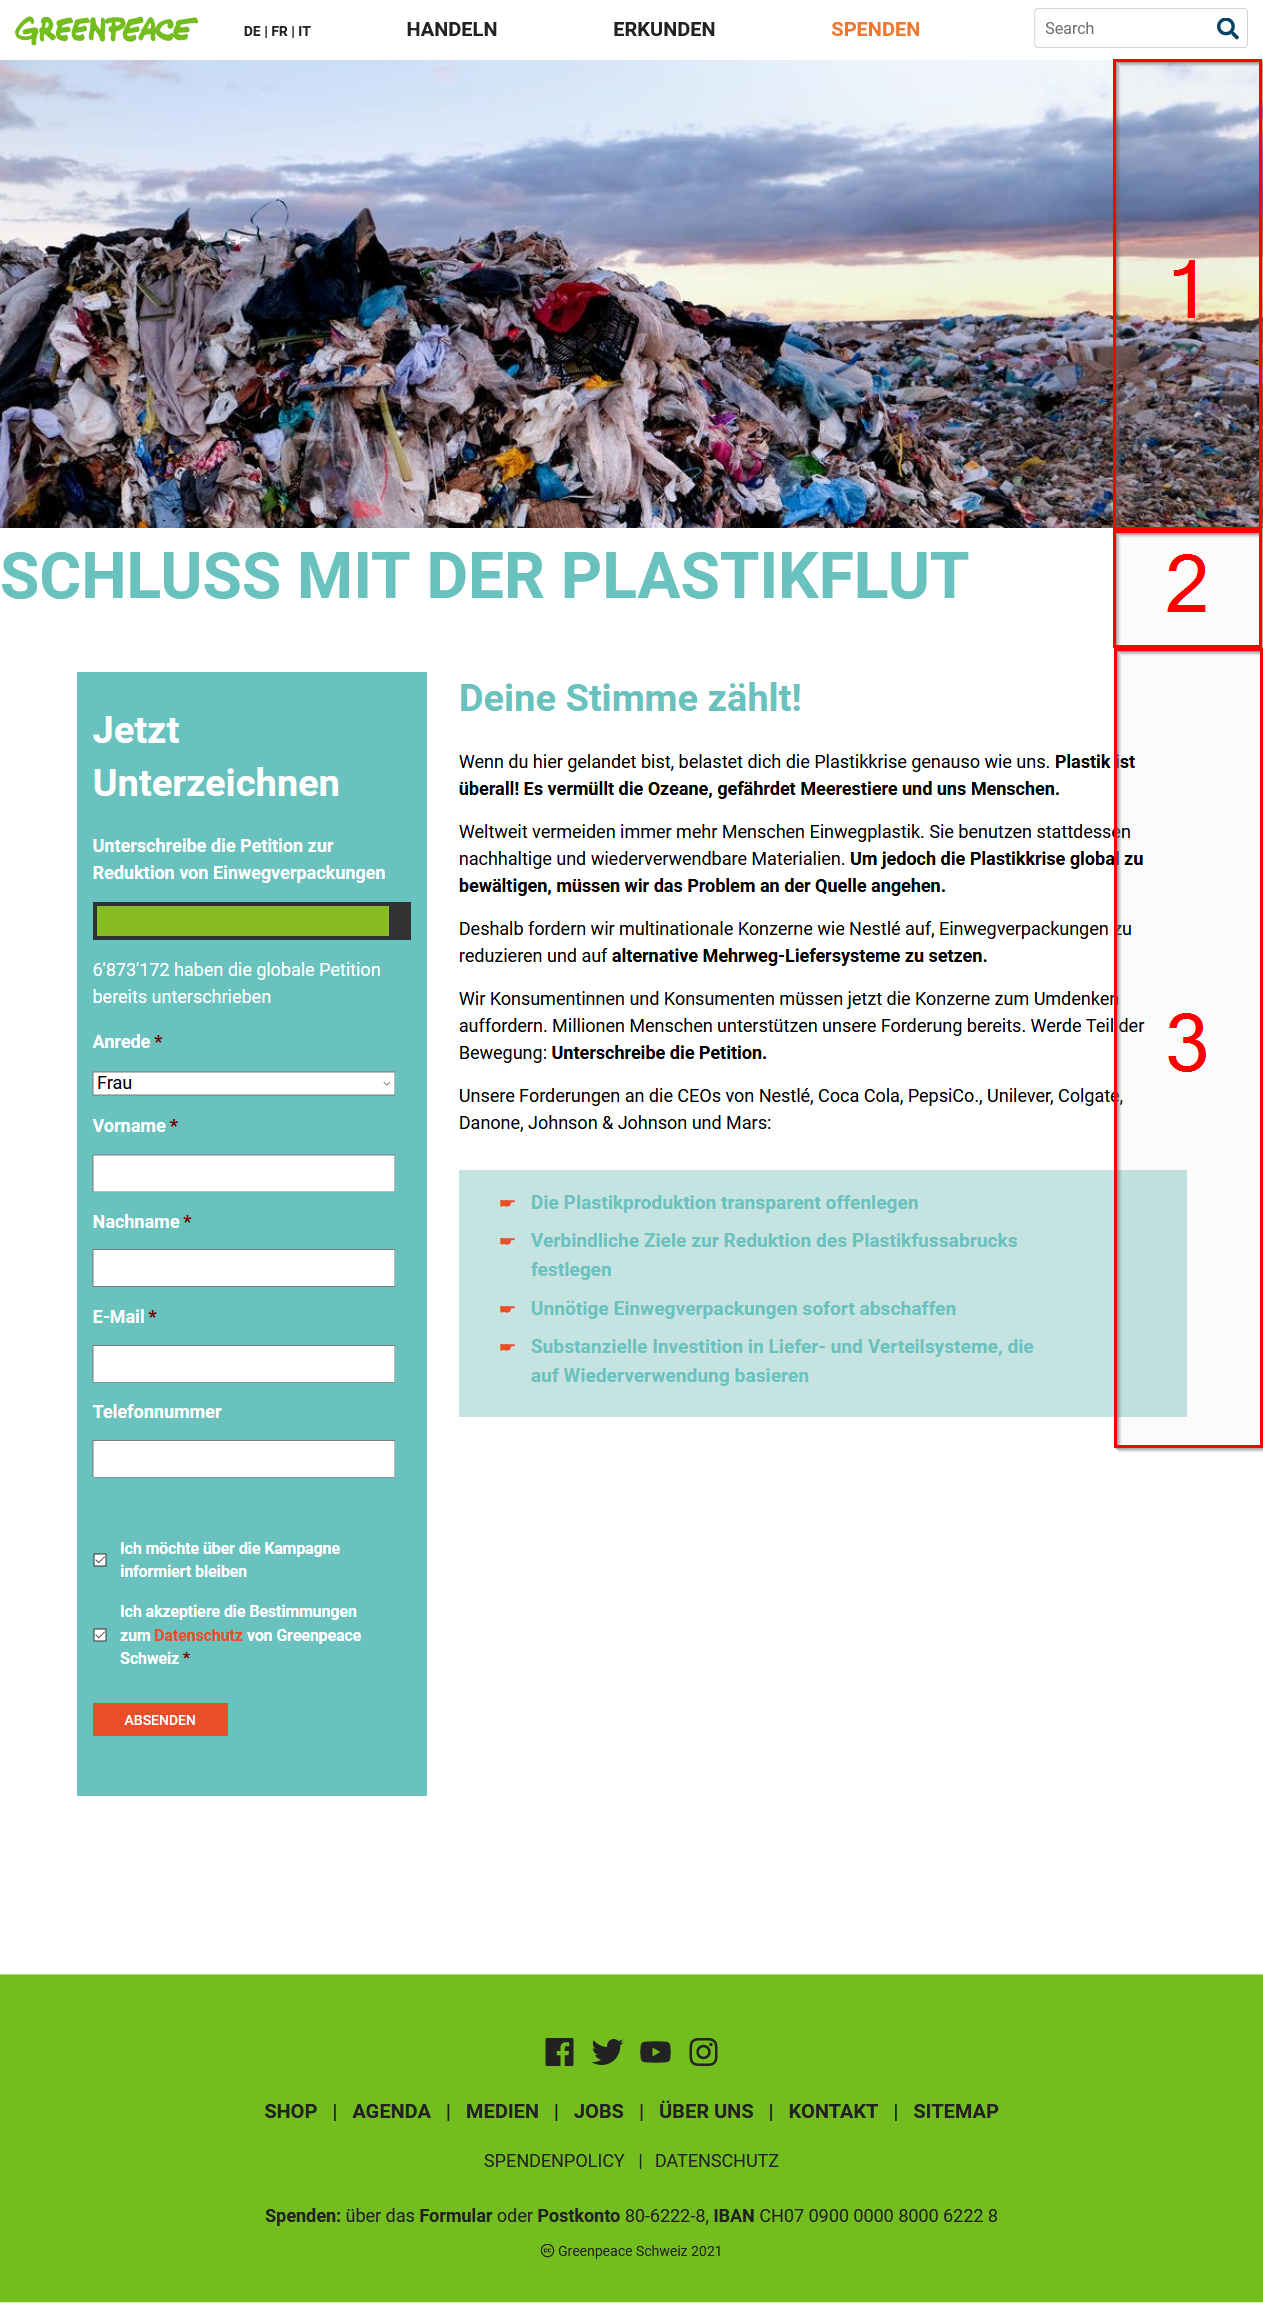 GREENPEACE
DE | FR | IT
HANDELN
ERKUNDEN
SPENDEN
Search
1
SCHLUSS MIT DER PLASTIKFLUT
2
Jetzt
Unterzeichnen
Unterschreibe die Petition zur
Reduktion von Einwegverpackungen
6'873'172 haben die globale Petition
bereits unterschrieben
Anrede *
Frau
Vorname *
Nachname *
E-Mail *
Telefonnummer
Ich möchte über die Kampagne
informiert bleiben
Ich akzeptiere die Bestimmungen
zum Datenschutz von Greenpeace
Schweiz *
ABSENDEN
Deine Stimme zählt!
Wenn du hier gelandet bist, belastet dich die Plastikkrise genauso wie uns. Plastik ist
überall! Es vermüllt die Ozeane, gefährdet Meerestiere und uns Menschen.
Weltweit vermeiden immer mehr Menschen Einwegplastik. Sie benutzen stattdessen
nachhaltige und wiederverwendbare Materialien. Um jedoch die Plastikkrise global zu
bewältigen, müssen wir das Problem an der Quelle angehen.
Deshalb fordern wir multinationale Konzerne wie Nestlé auf, Einwegverpackungen zu
reduzieren und auf alternative Mehrweg-Liefersysteme zu setzen.
Wir Konsumentinnen und Konsumenten müssen jetzt die Konzerne zum Umdenken
auffordern. Millionen Menschen unterstützen unsere Forderung bereits. Werde Teil der
Bewegung: Unterschreibe die Petition.
3
Unsere Forderungen an die CEOs von Nestlé, Coca Cola, PepsiCo., Unilever, Colgate,
Danone, Johnson & Johnson und Mars:
Die Plastikproduktion transparent offenlegen
Verbindliche Ziele zur Reduktion des Plastikfussabrucks
festlegen
Unnötige Einwegverpackungen sofort abschaffen
Substanzielle Investition in Liefer- und Verteilsysteme, die
auf Wiederverwendung basieren
SHOP | AGENDA | MEDIEN | JOBS | ÜBER UNS | KONTAKT | SITEMAP
SPENDENPOLICY | DATENSCHUTZ
Spenden: über das Formular oder Postkonto 80-6222-8, IBAN CH07 0900 0000 8000 6222 8
cc Greenpeace Schweiz 2021